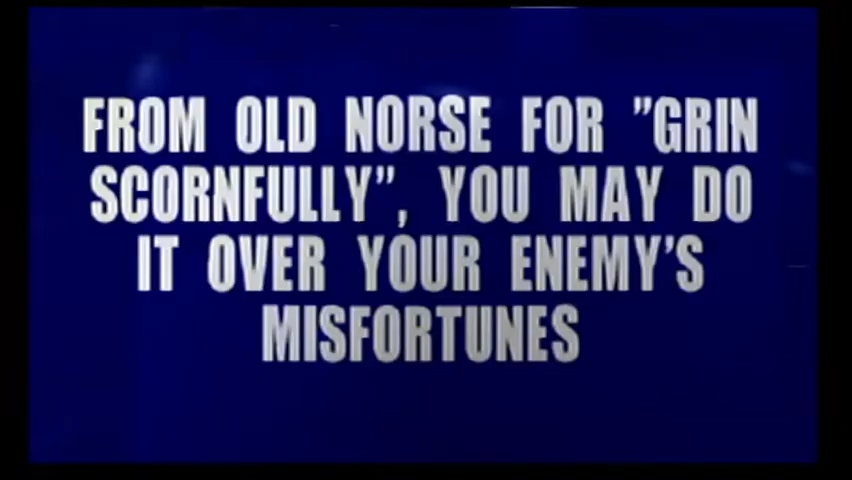 FROM OLD NORSE FOR "GRIN
SCORNFULLY", YOU MAY DO
IT OVER YOUR ENEMY'S
MISFORTUNES